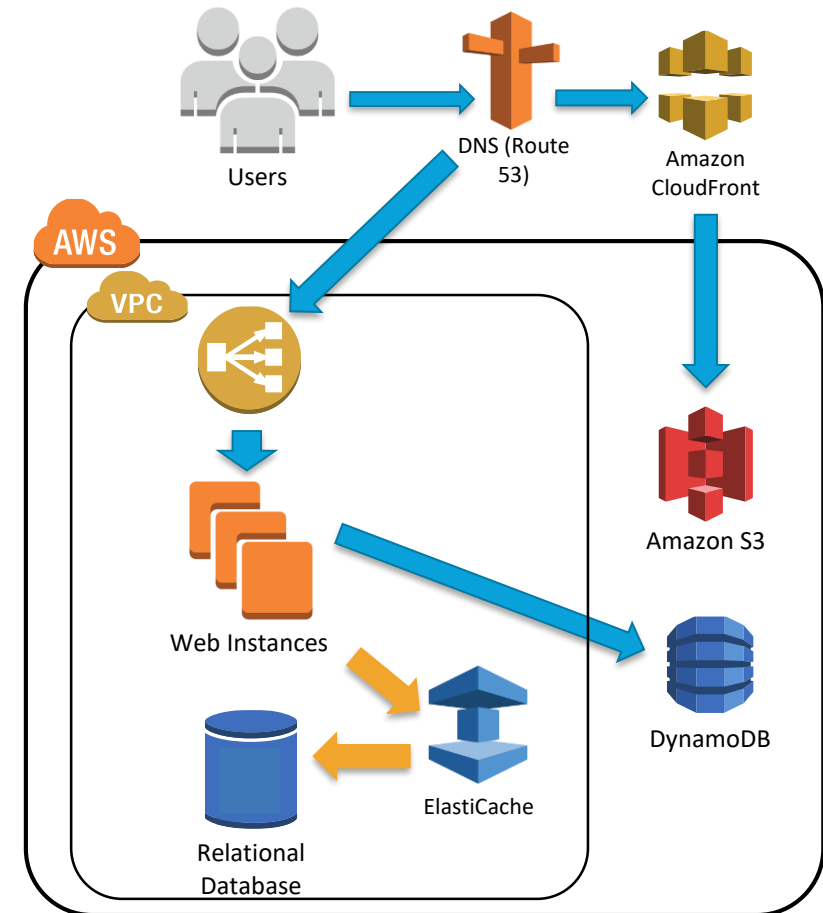 Users
DNS (Route
53)
Amazon
CloudFront
AWS
VPC
Web Instances
Amazon S3
DynamoDB
ElastiCache
Relational
Database